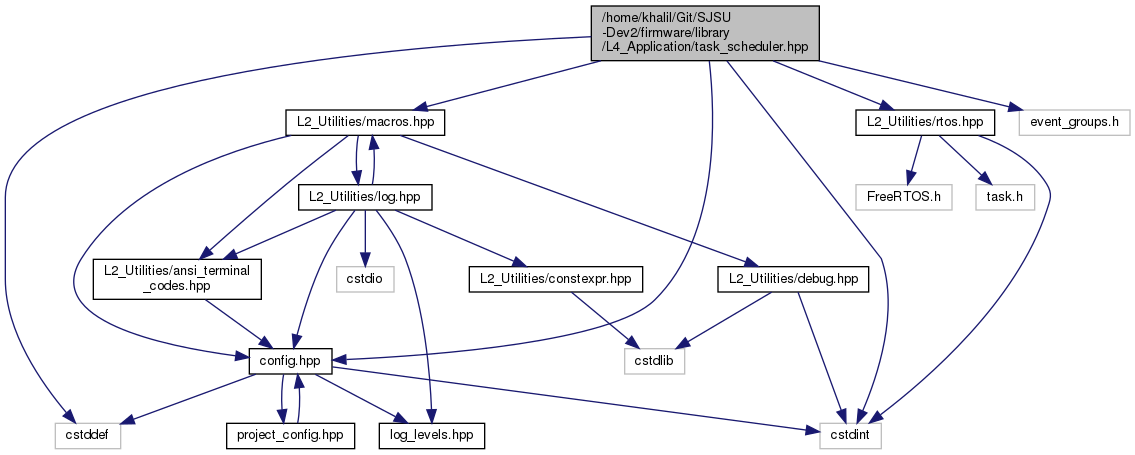 /home/khalil/Git/SJSU
-Dev2/firmware/library
/L4_Application/task_scheduler.hpp
L2_Utilities/macros.hpp
L2_Utilities/rtos.hpp
event_groups.h
L2_Utilities/log.hpp
FreeRTOS.h
task.h
L2_Utilities/ansi_terminal
_codes.hpp
cstdio
L2_Utilities/constexpr.hpp
L2_Utilities/debug.hpp
config.hpp
cstdlib
cstddef
project_config.hpp
log_levels.hpp
cstdint